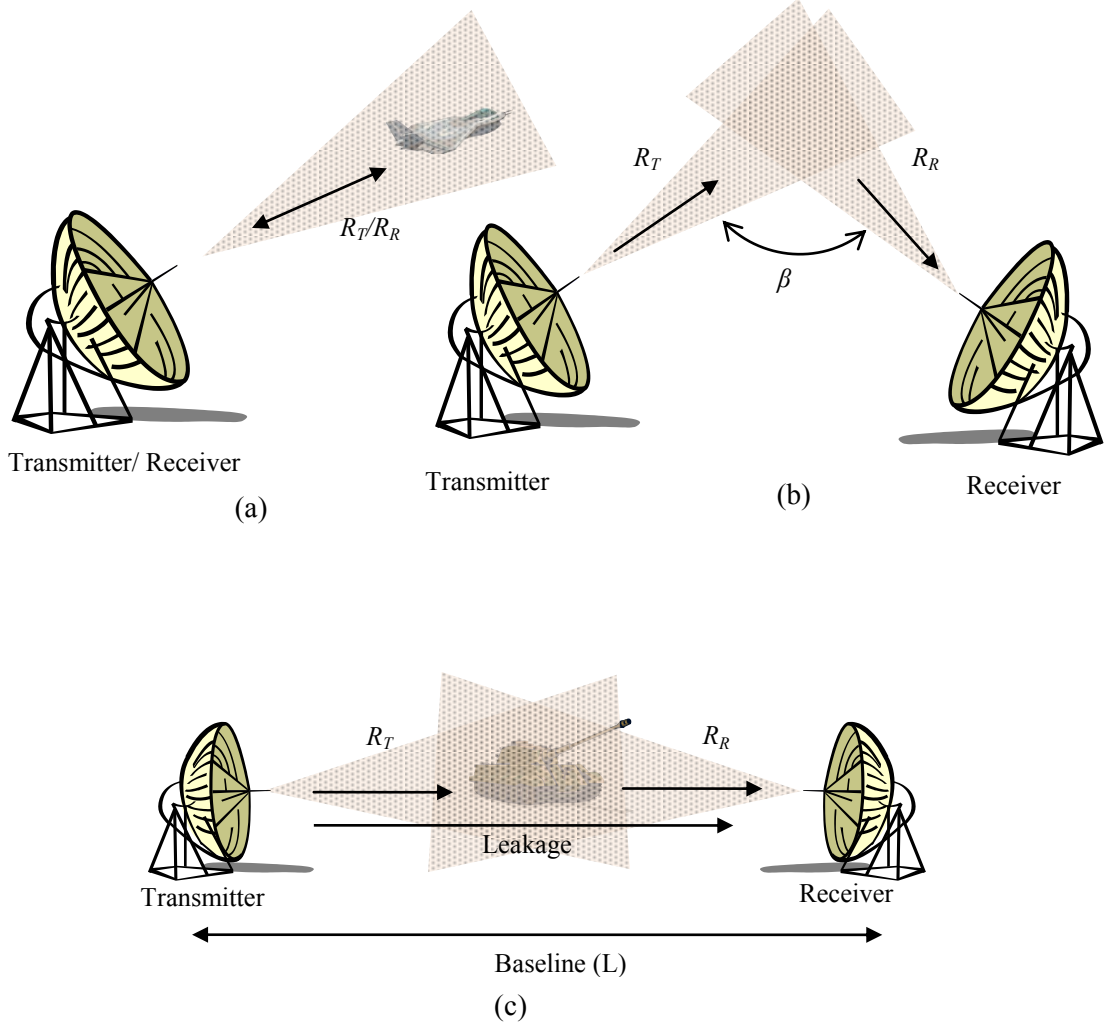 R_T/R_R
Transmitter/ Receiver
(a)
R_T
R_R
β
Transmitter
(b)
Receiver
R_T
R_R
Leakage
Transmitter
Receiver
Baseline (L)
(c)